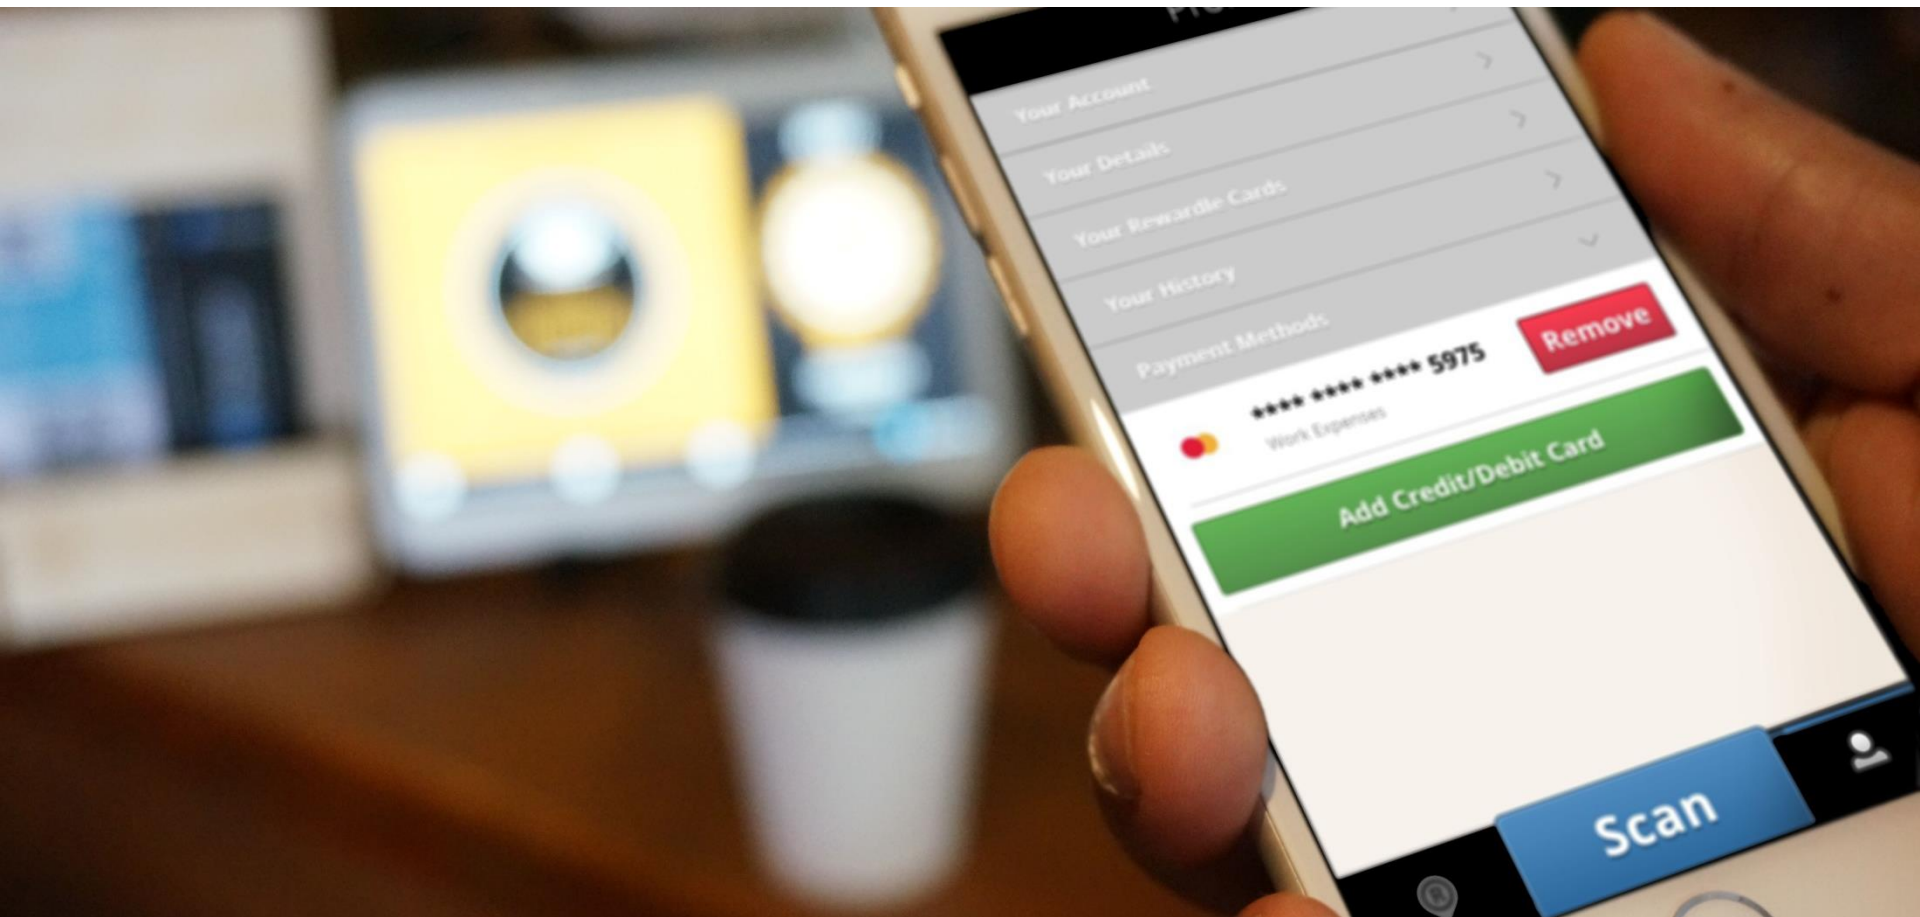 Your Account
Your Details
Your Rewardle Cards
Your History
Payment Methods
**** **** **** 5975
Remove
Work Expenses
Add Credit/Debit Card
Scan
R